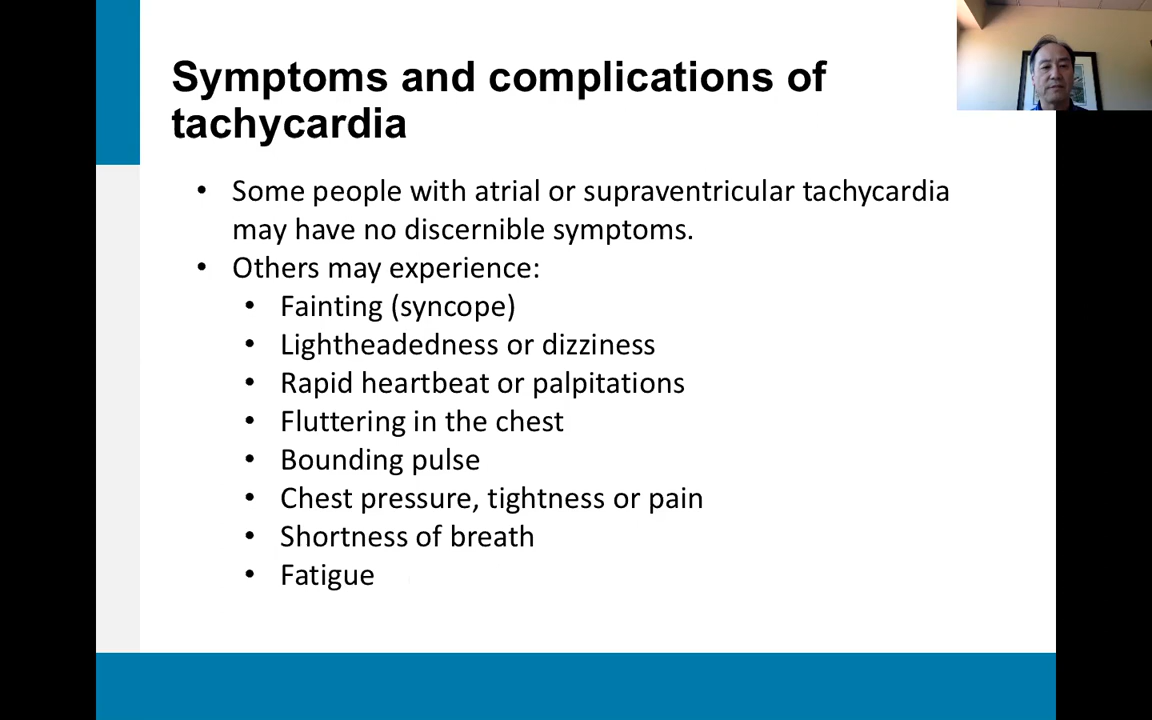 Symptoms and complications of
tachycardia
• Some people with atrial or supraventricular tachycardia
may have no discernible symptoms.
• Others may experience:
• Fainting (syncope)
• Lightheadedness or dizziness
• Rapid heartbeat or palpitations
• Fluttering in the chest
• Bounding pulse
• Chest pressure, tightness or pain
• Shortness of breath
• Fatigue